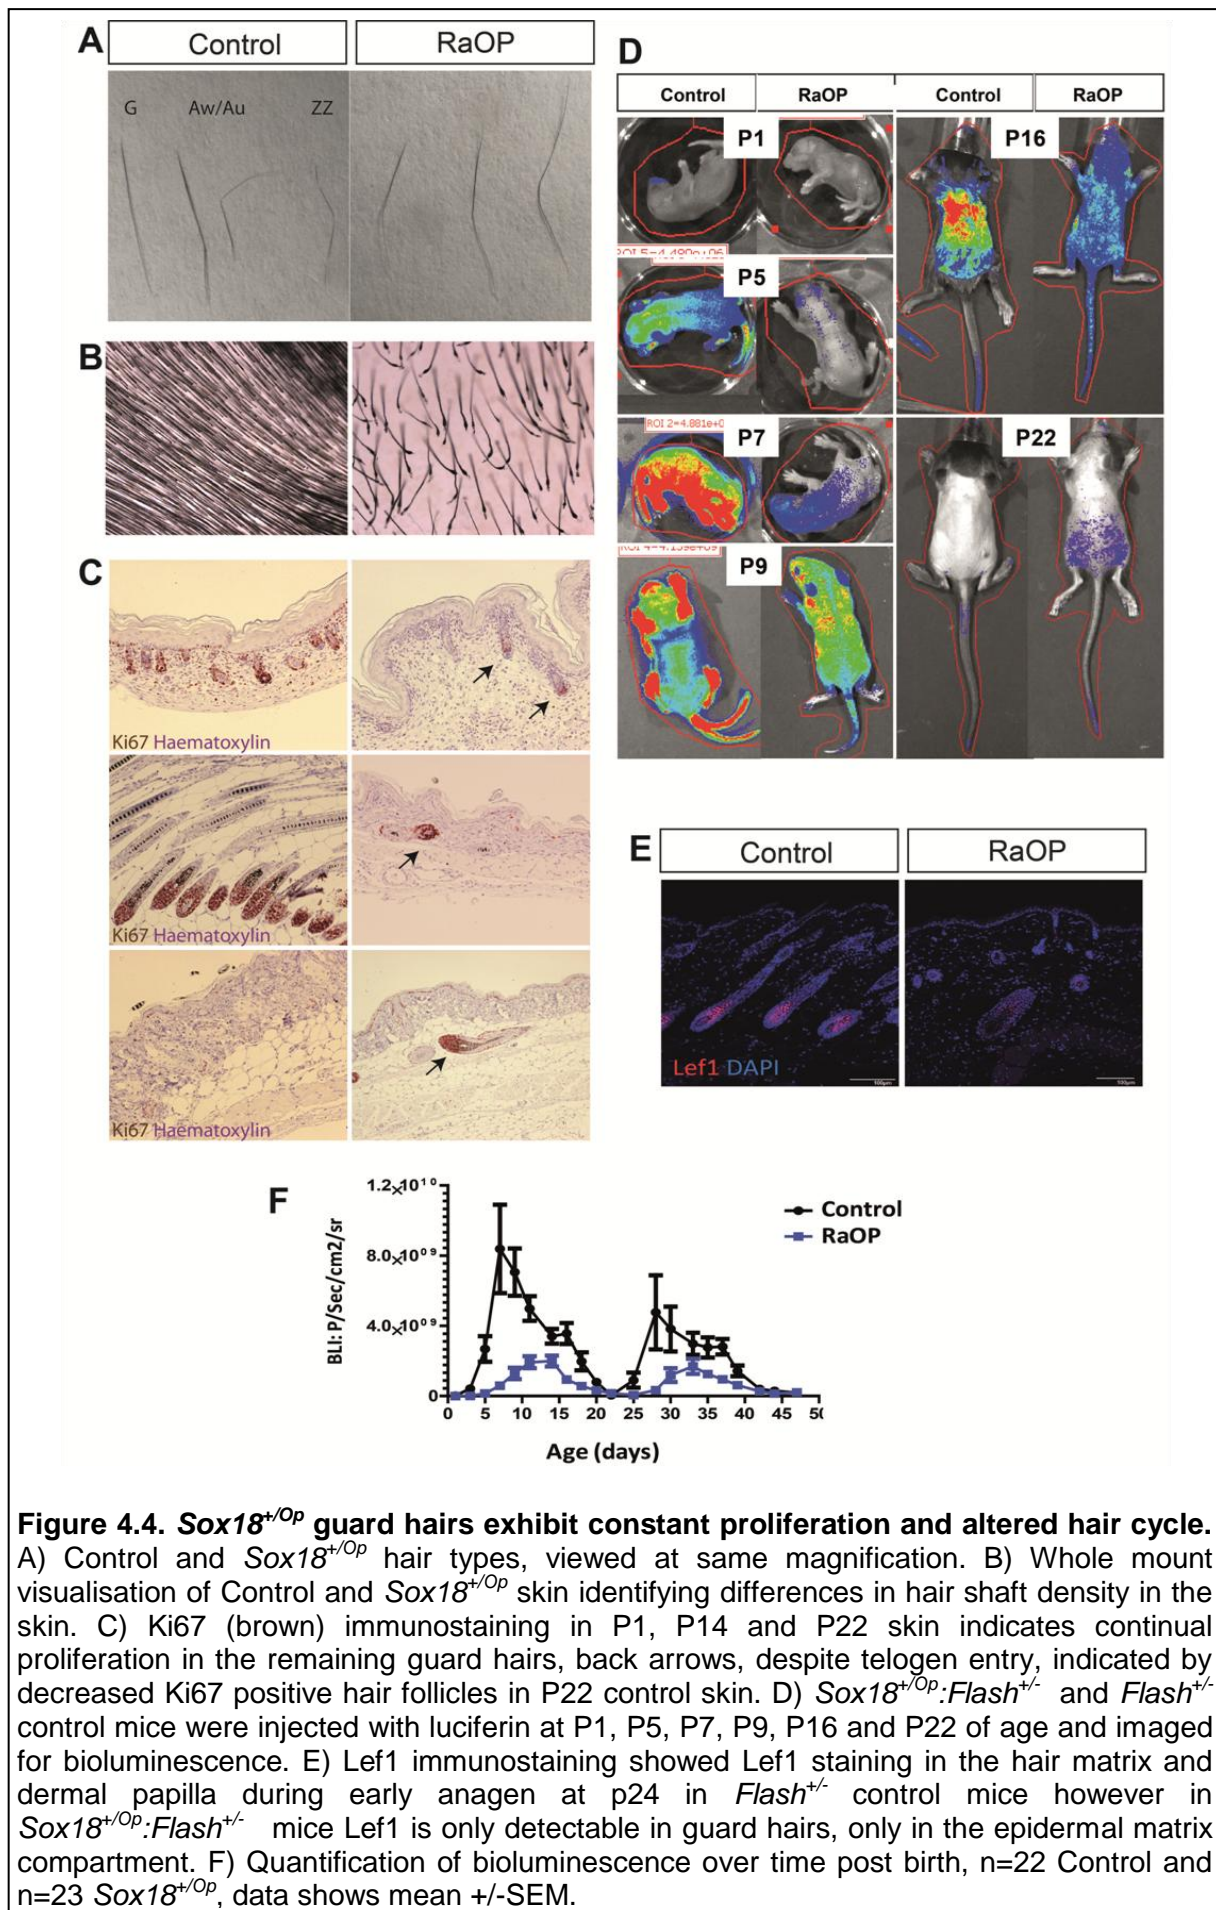 A
Control
RaOP
G
Aw/Au
ZZ
B
C
Ki67 Haematoxylin
Ki67 Haematoxylin
Ki67 Haematoxylin
D
Control
RaOP
Control
RaOP
P1
P16
P5
P7
P22
P9
E
Control
RaOP
Lef1 DAPI
100µm
100µm
F
BLI: P/Sec/cm2/sr
1.2×10¹⁰
8.0×10⁰⁹
4.0×10⁰⁹
0
0 5 10 15 20 25 30 35 40 45
Age (days)
Control
RaOP
Figure 4.4. Sox18+/Op guard hairs exhibit constant proliferation and altered hair cycle.
A) Control and Sox18+/Op hair types, viewed at same magnification. B) Whole mount
visualisation of Control and Sox18+/Op skin identifying differences in hair shaft density in the
skin. C) Ki67 (brown) immunostaining in P1, P14 and P22 skin indicates continual
proliferation in the remaining guard hairs, back arrows, despite telogen entry, indicated by
decreased Ki67 positive hair follicles in P22 control skin. D) Sox18+/Op:Flash+/- and Flash+/-
control mice were injected with luciferin at P1, P5, P7, P9, P16 and P22 of age and imaged
for bioluminescence. E) Lef1 immunostaining showed Lef1 staining in the hair matrix and
dermal papilla during early anagen at p24 in Flash+/- control mice however in
Sox18+/Op:Flash+/- mice Lef1 is only detectable in guard hairs, only in the epidermal matrix
compartment. F) Quantification of bioluminescence over time post birth, n=22 Control and
n=23 Sox18+/Op, data shows mean +/-SEM.